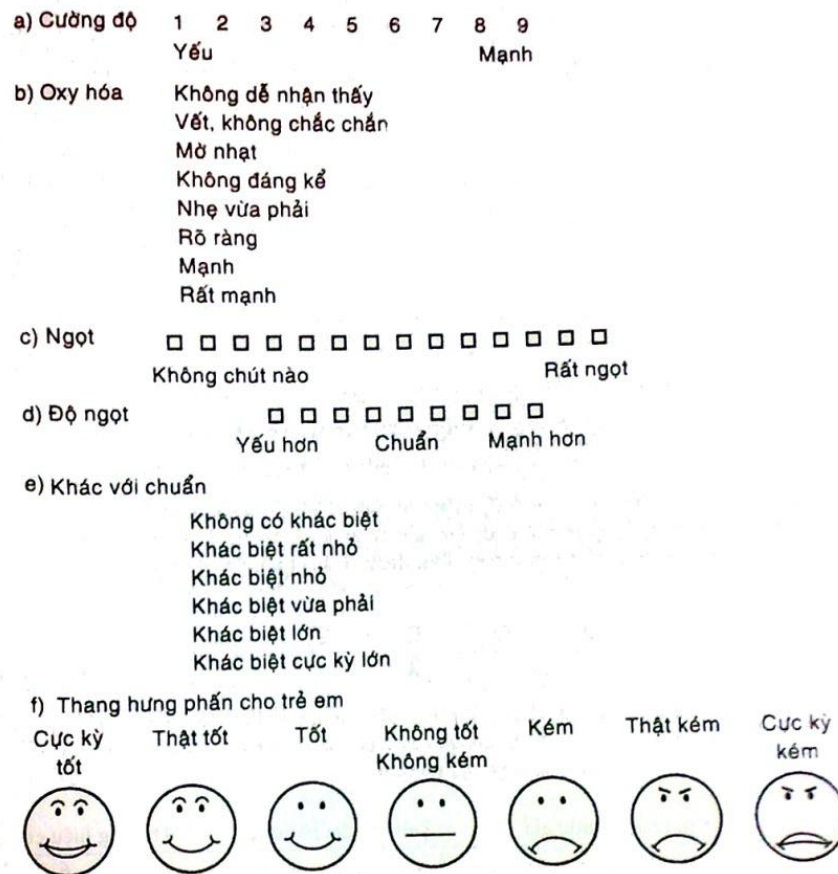 a) Cường độ 1 2 3 4 5 6 7 8 9
Yếu Mạnh
b) Oxy hóa Không dễ nhận thấy
Vết, không chắc chắn
Mờ nhạt
Không đáng kể
Nhẹ vừa phải
Rõ ràng
Mạnh
Rất mạnh
c) Ngọt □ □ □ □ □ □ □ □ □ □ □ □ □ □
Không chút nào Rất ngọt
d) Độ ngọt □ □ □ □ □ □ □ □ □
Yếu hơn Chuẩn Mạnh hơn
e) Khác với chuẩn
Không có khác biệt
Khác biệt rất nhỏ
Khác biệt nhỏ
Khác biệt vừa phải
Khác biệt lớn
Khác biệt cực kỳ lớn
f) Thang hưng phấn cho trẻ em
Cực kỳ tốt Thật tốt Tốt Không tốt Không kém Kém Thật kém Cực kỳ kém